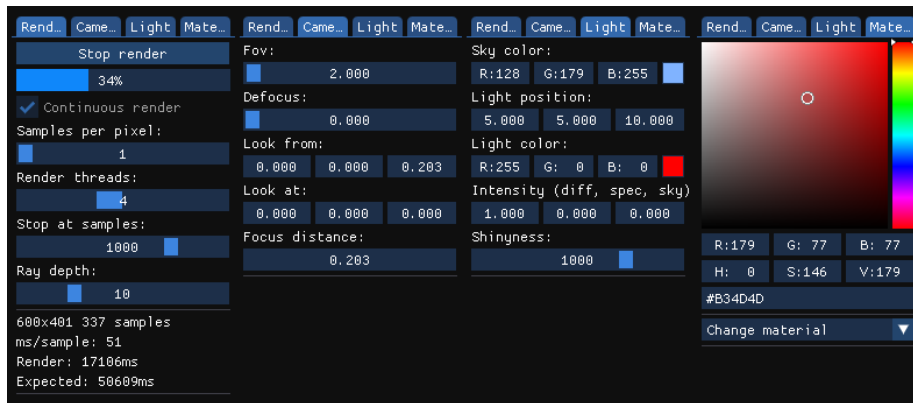 Rend… Came… Light Mate…
Stop render
34%
Continuous render
Samples per pixel:
1
Render threads:
4
Stop at samples:
1000
Ray depth:
10
600x401 337 samples
ms/sample: 51
Render: 17106ms
Expected: 50609ms
Rend… Came… Light Mate…
Fov:
2.000
Defocus:
0.000
Look from:
0.000 0.000 0.203
Look at:
0.000 0.000 0.000
Focus distance:
0.203
Rend… Came… Light Mate…
Sky color:
R:128 G:179 B:255
Light position:
5.000 5.000 10.000
Light color:
R:255 G: 0 B: 0
Intensity (diff, spec, sky)
1.000 0.000 0.000
Shinyness:
1000
Rend… Came… Light Mate…
R:179 G: 77 B: 77
H: 0 S:146 V:179
#B34D4D
Change material